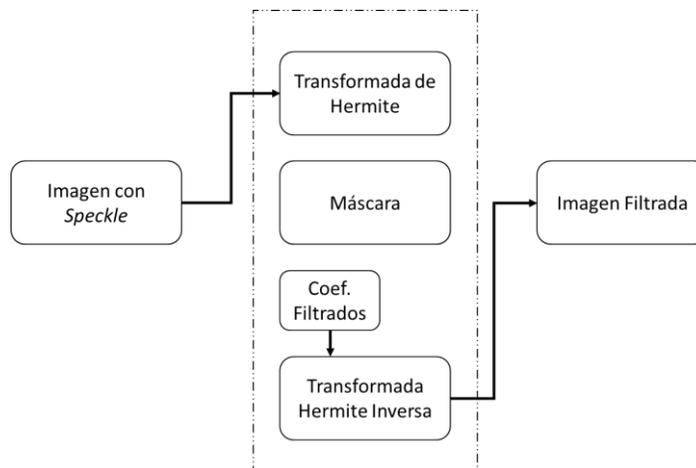 Transformada de
Hermite
Imagen con
Speckle
Máscara
Imagen Filtrada
Coef.
Filtrados
Transformada
Hermite Inversa